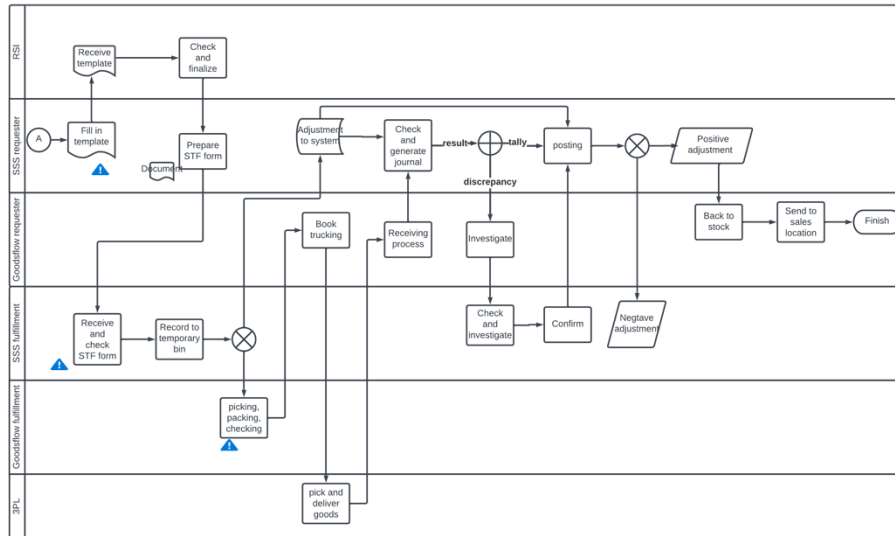 RSI
Receive
template
Check
and
finalize
SSS requester
A
Fill in
template
Prepare
STF form
Document
Adjustment
to system
Check
and
generate
journal
result
tally
discrepancy
posting
Positive
adjustment
Goodsflow requester
Book
trucking
Receiving
process
Investigate
Back to
stock
Send to
sales
location
Finish
SSS fulfillment
Receive
and
check
STF form
Record to
temporary
bin
Check
and
investigate
Confirm
Negtave
adjustment
Goodsflow fulfillment
picking,
packing,
checking
3PL
pick and
deliver
goods